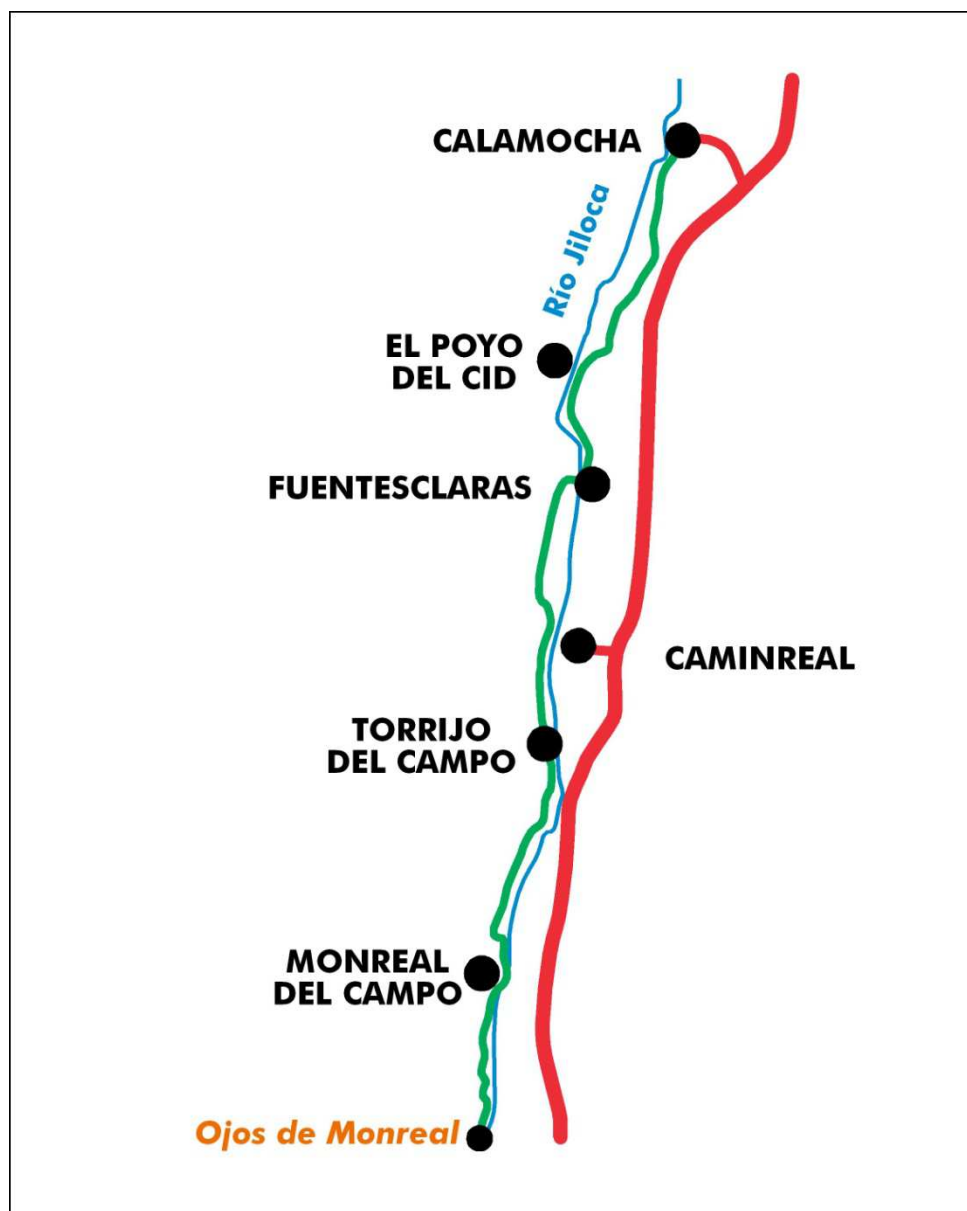 CALAMOCHA
Río Jiloca
EL POYO
DEL CID
FUENTESCLARAS
CAMINREAL
TORRIJO
DEL CAMPO
MONREAL
DEL CAMPO
Ojos de Monreal